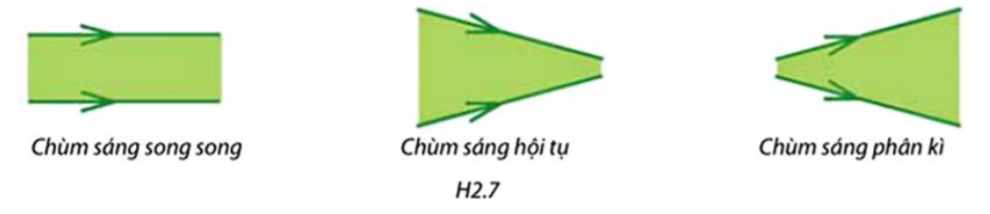 Chùm sáng song song
Chùm sáng hội tụ
Chùm sáng phân kì
H2.7